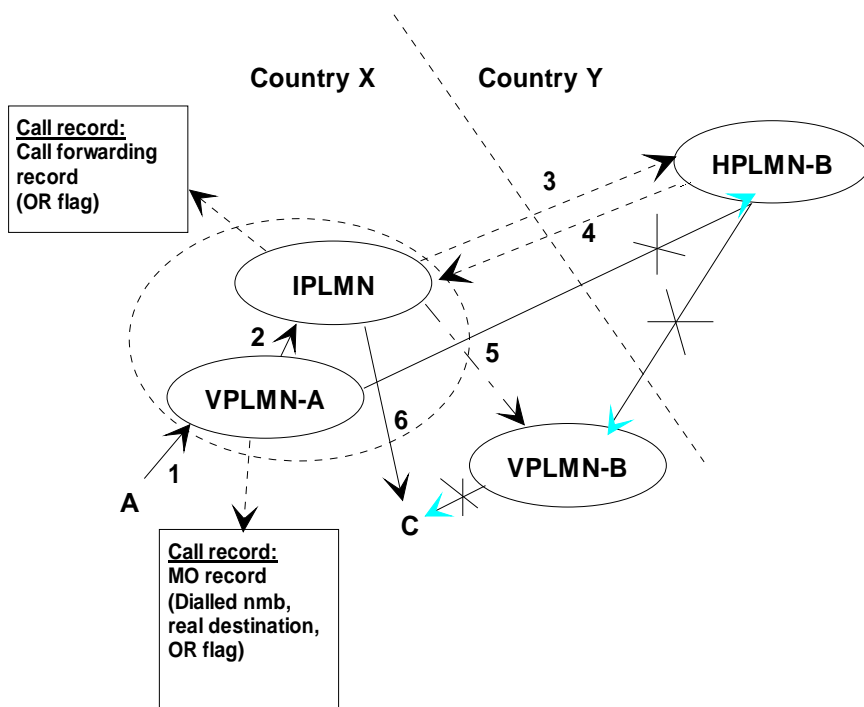 Country X
Country Y
Call record:
Call forwarding
record
(OR flag)
HPLMN-B
3
4
IPLMN
2
5
VPLMN-A
6
1
VPLMN-B
A
C
Call record:
MO record
(Dialled nmb,
real destination,
OR flag)